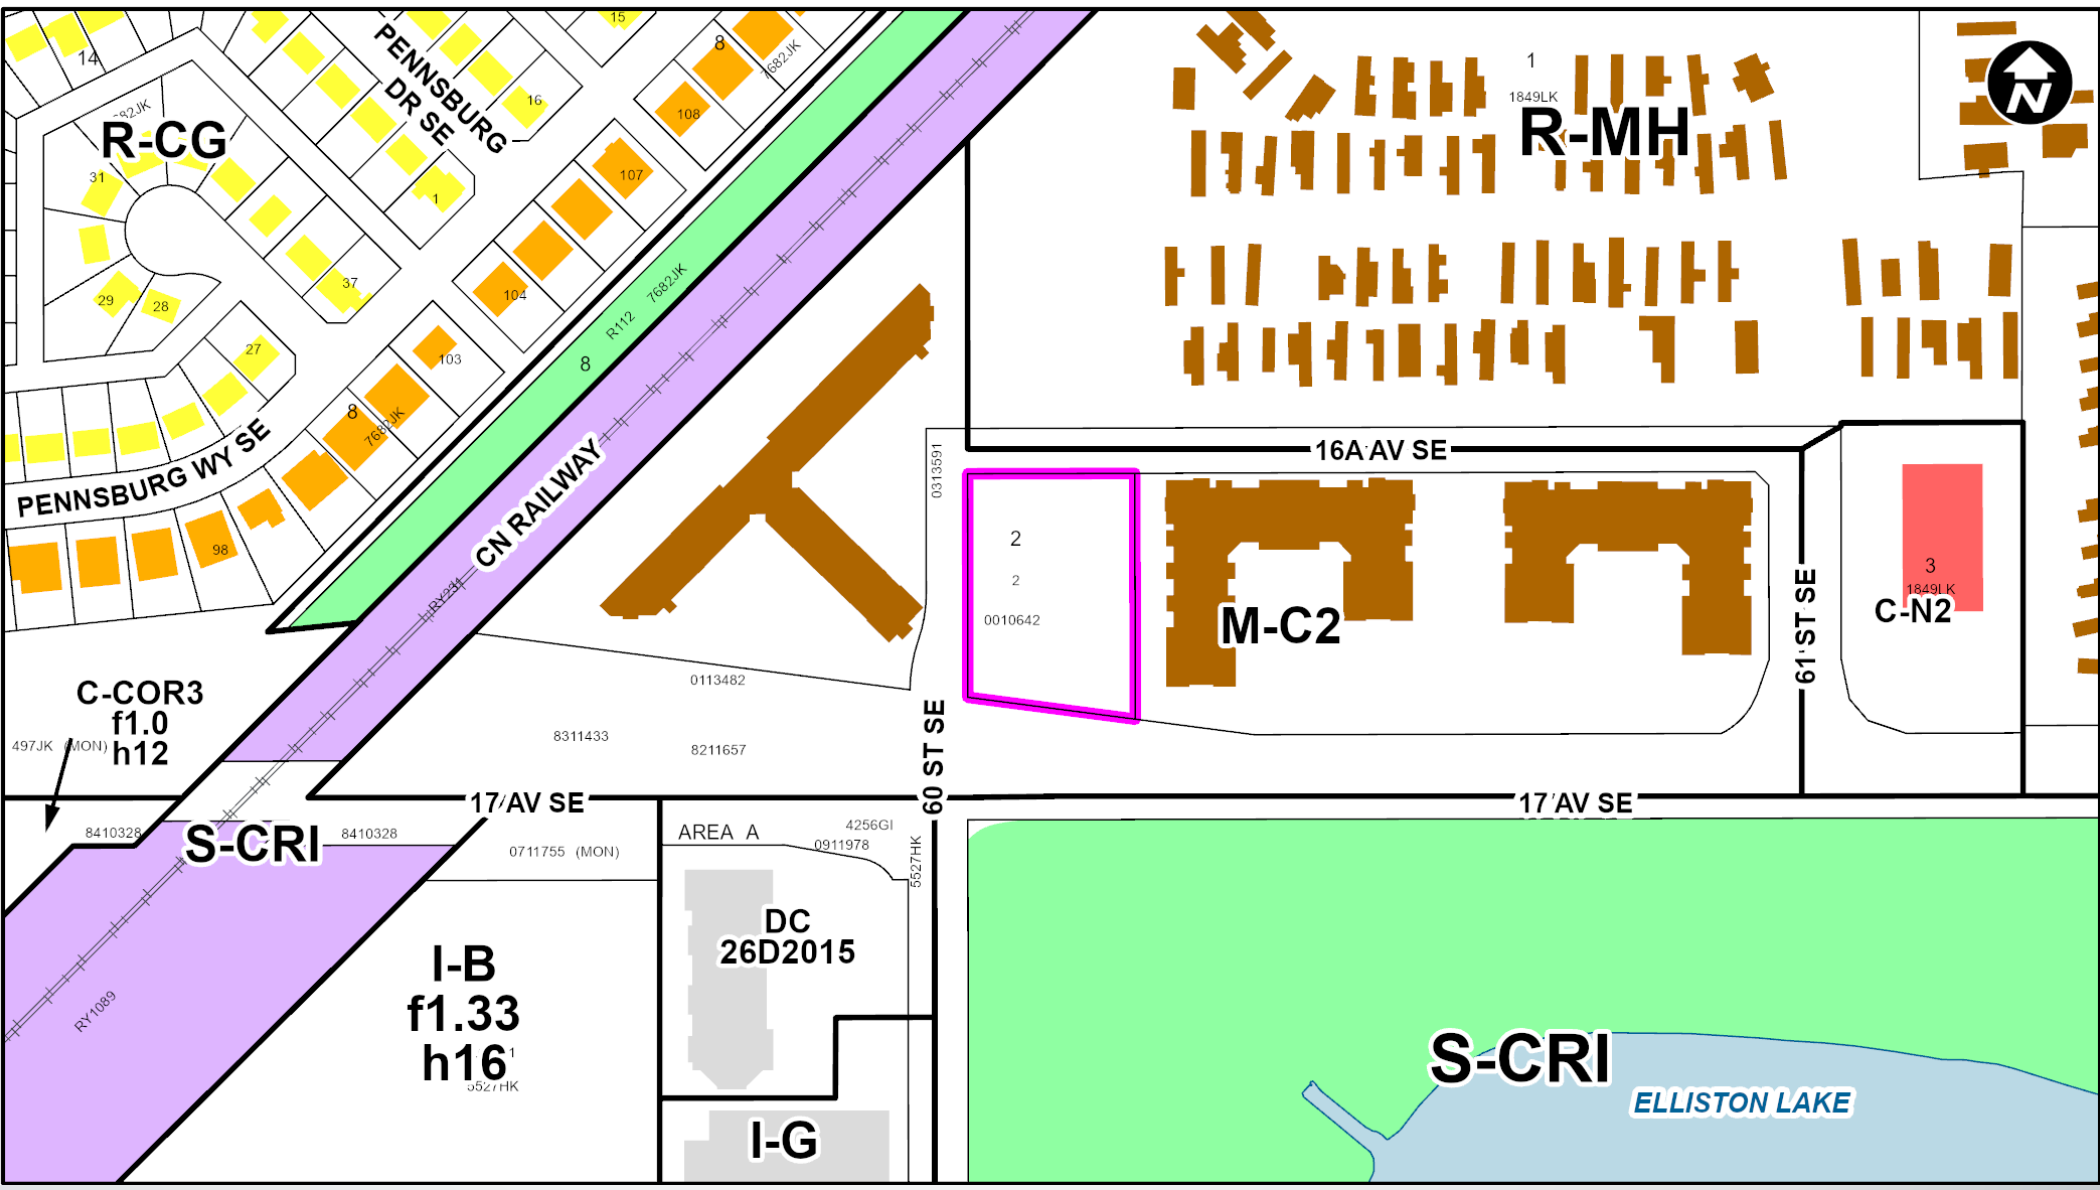 14
15
PENNSBURG
DR SE
8
7682JK
16
108
R-CG
31
1
107
1
1849LK
R-MH
N
37
29
28
104
7682JK
R112
8
27
103
8
7682JK
PENNSBURG WY SE
98
CN RAILWAY
RY231
0313591
16A AV SE
2
2
0010642
M-C2
61 ST SE
3
1849LK
C-N2
0113482
8311433
8211657
60 ST SE
C-COR3
f1.0
h12
497JK (MON)
17 AV SE
17 AV SE
8410328
S-CRI
8410328
0711755 (MON)
AREA A
4256GI
0911978
5527HK
DC
26D2015
I-B
f1.33
h16
1
5527HK
RY1089
I-G
S-CRI
ELLISTON LAKE